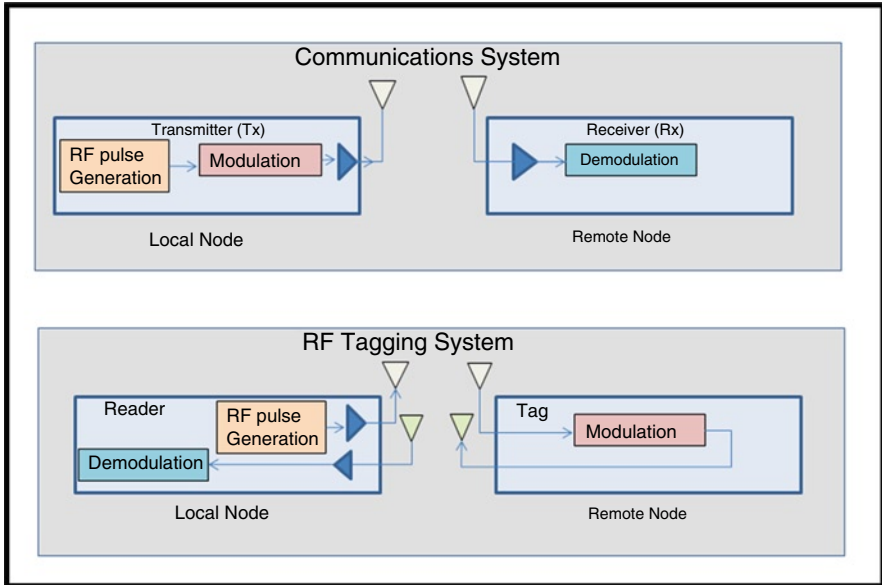 Communications System
Transmitter (Tx)
RF pulse
Generation
Modulation
Local Node
Receiver (Rx)
Demodulation
Remote Node
RF Tagging System
Reader
RF pulse
Generation
Demodulation
Local Node
Tag
Modulation
Remote Node